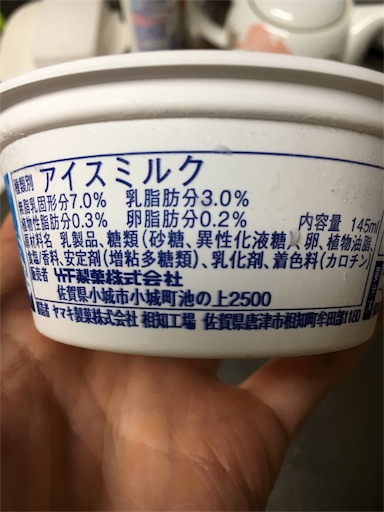 種類別 アイスミルク
無脂乳固形分7.0% 乳脂肪分3.0%
植物性脂肪分0.3% 卵脂肪分0.2% 内容量 145ml
原材料名 乳製品、糖類(砂糖、異性化液糖)、卵、植物油脂、
食塩/香料、安定剤(増粘多糖類)、乳化剤、着色料(カロチン)
販売者 竹下製菓株式会社
佐賀県小城市小城町池の上2500
製造者 ヤマキ製菓株式会社 相知工場 佐賀県唐津市相知町牟田部1180